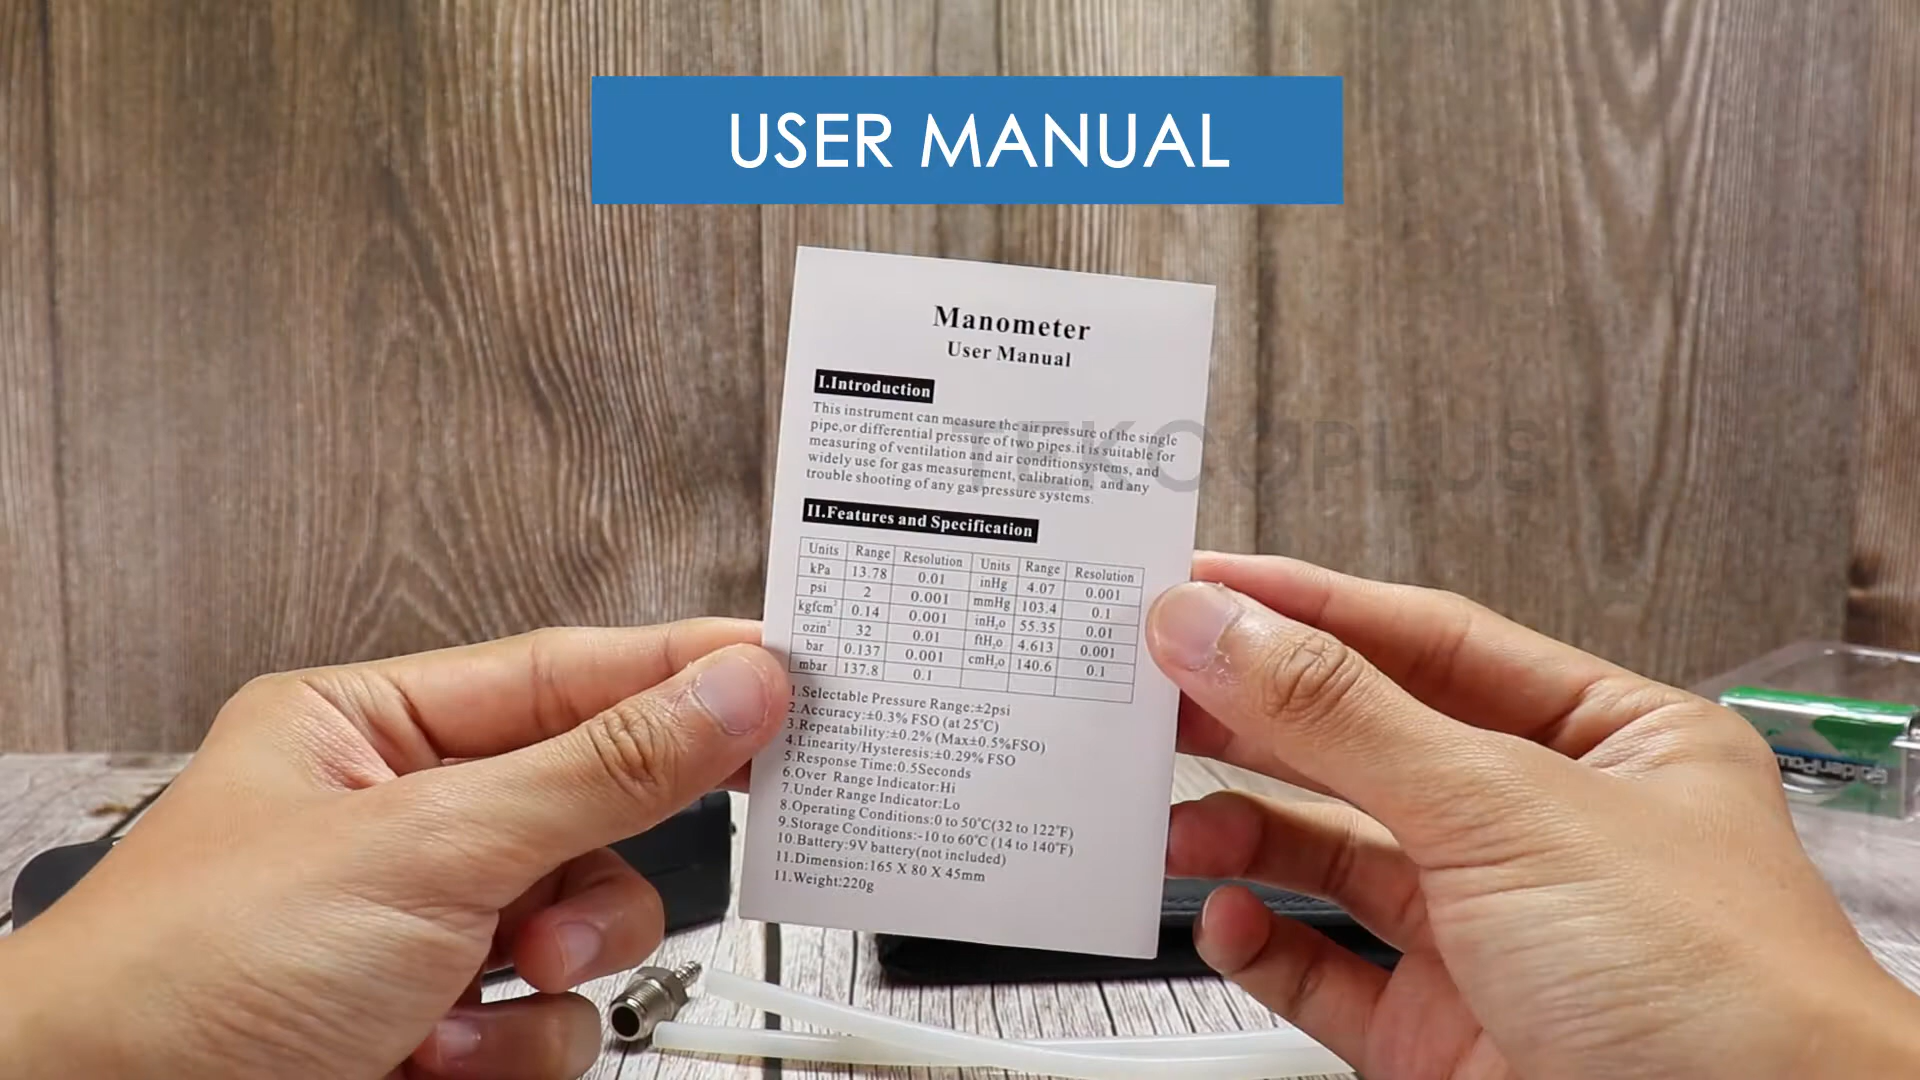 USER MANUAL
Manometer
User Manual
I.Introduction
This instrument can measure the air pressure of the single
pipe,or differential pressure of two pipes.it is suitable for
measuring of ventilation and air conditionsystems, and
widely use for gas measurement, calibration, and any
trouble shooting of any gas pressure systems.
TEKCOPLUS
II.Features and Specification
Units Range Resolution Units Range Resolution
kPa 13.78 0.01 inHg 4.07 0.001
psi 2 0.001 mmHg 103.4 0.1
kgfcm² 0.14 0.001 inH₂o 55.35 0.01
ozin² 32 0.01 ftH₂o 4.613 0.001
bar 0.137 0.001 cmH₂o 140.6 0.1
mbar 137.8 0.1
1.Selectable Pressure Range:±2psi
2.Accuracy:±0.3% FSO (at 25°C)
3.Repeatability:±0.2% (Max±0.5%FSO)
4.Linearity/Hysteresis:±0.29% FSO
5.Response Time:0.5Seconds
6.Over Range Indicator:Hi
7.Under Range Indicator:Lo
8.Operating Conditions:0 to 50°C(32 to 122°F)
9.Storage Conditions:-10 to 60°C (14 to 140°F)
10.Battery:9V battery(not included)
11.Dimension:165 X 80 X 45mm
11.Weight:220g